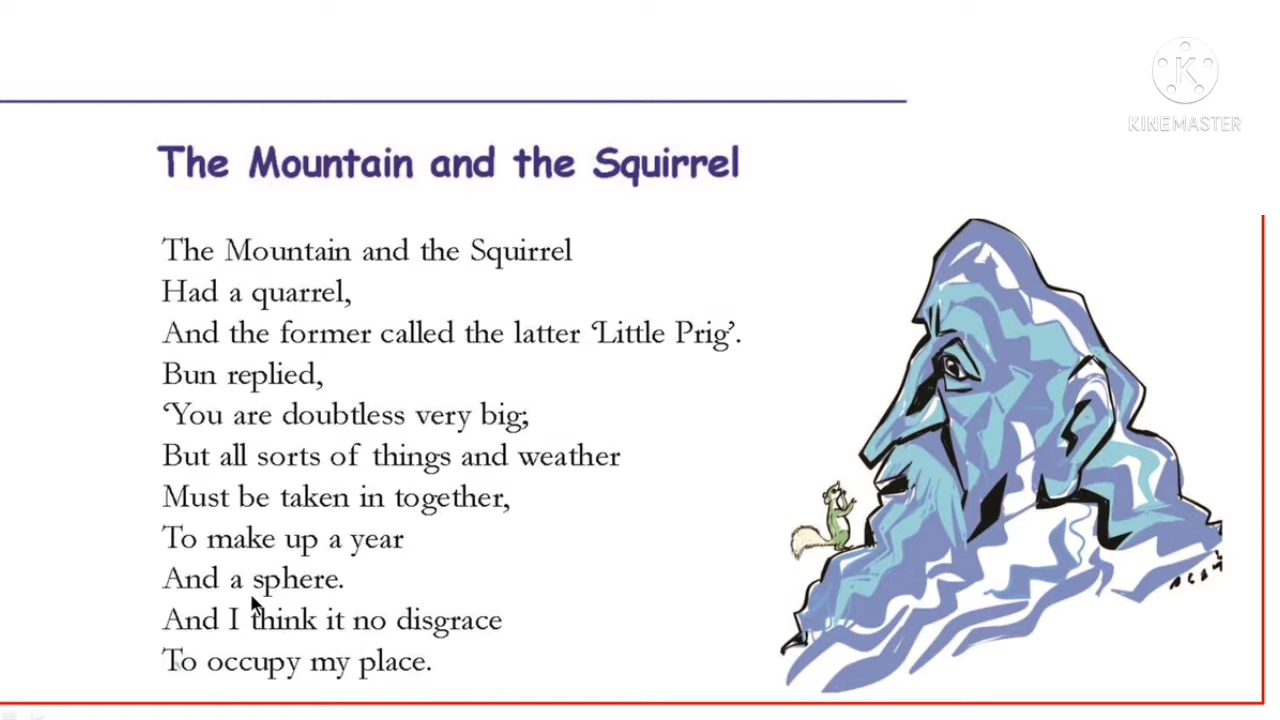 KINEMASTER
The Mountain and the Squirrel
The Mountain and the Squirrel
Had a quarrel,
And the former called the latter ‘Little Prig’.
Bun replied,
‘You are doubtless very big;
But all sorts of things and weather
Must be taken in together,
To make up a year
And a sphere.
And I think it no disgrace
To occupy my place.